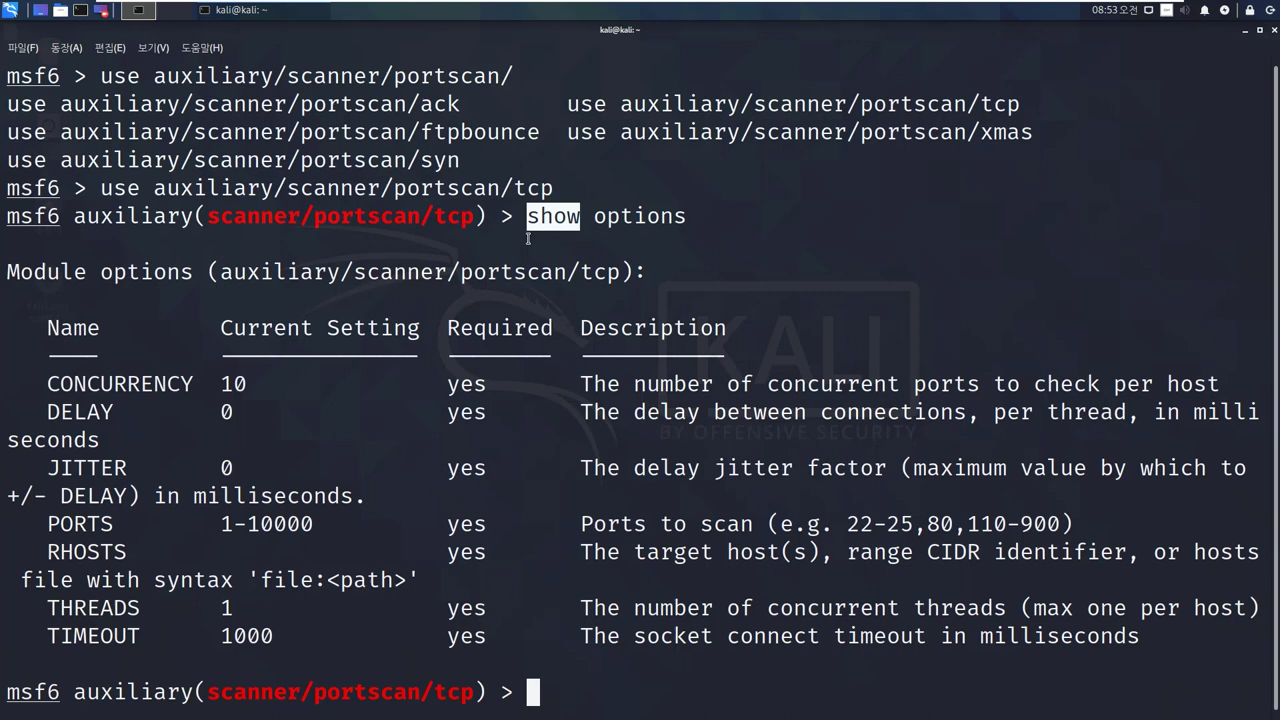 kali@kali: ~
08:53 오전
kali@kali: ~
파일(F) 동장(A) 편집(E) 보기(V) 도움말(H)
msf6 > use auxiliary/scanner/portscan/
use auxiliary/scanner/portscan/ack use auxiliary/scanner/portscan/tcp
use auxiliary/scanner/portscan/ftpbounce use auxiliary/scanner/portscan/xmas
use auxiliary/scanner/portscan/syn
msf6 > use auxiliary/scanner/portscan/tcp
msf6 auxiliary(scanner/portscan/tcp) > show options
Module options (auxiliary/scanner/portscan/tcp):
Name Current Setting Required Description
CONCURRENCY 10 yes The number of concurrent ports to check per host
DELAY 0 yes The delay between connections, per thread, in milli
seconds
JITTER 0 yes The delay jitter factor (maximum value by which to
+/- DELAY) in milliseconds.
PORTS 1-10000 yes Ports to scan (e.g. 22-25,80,110-900)
RHOSTS yes The target host(s), range CIDR identifier, or hosts
file with syntax 'file:<path>'
THREADS 1 yes The number of concurrent threads (max one per host)
TIMEOUT 1000 yes The socket connect timeout in milliseconds
msf6 auxiliary(scanner/portscan/tcp) >
KALI
BY OFFENSIVE SECURITY